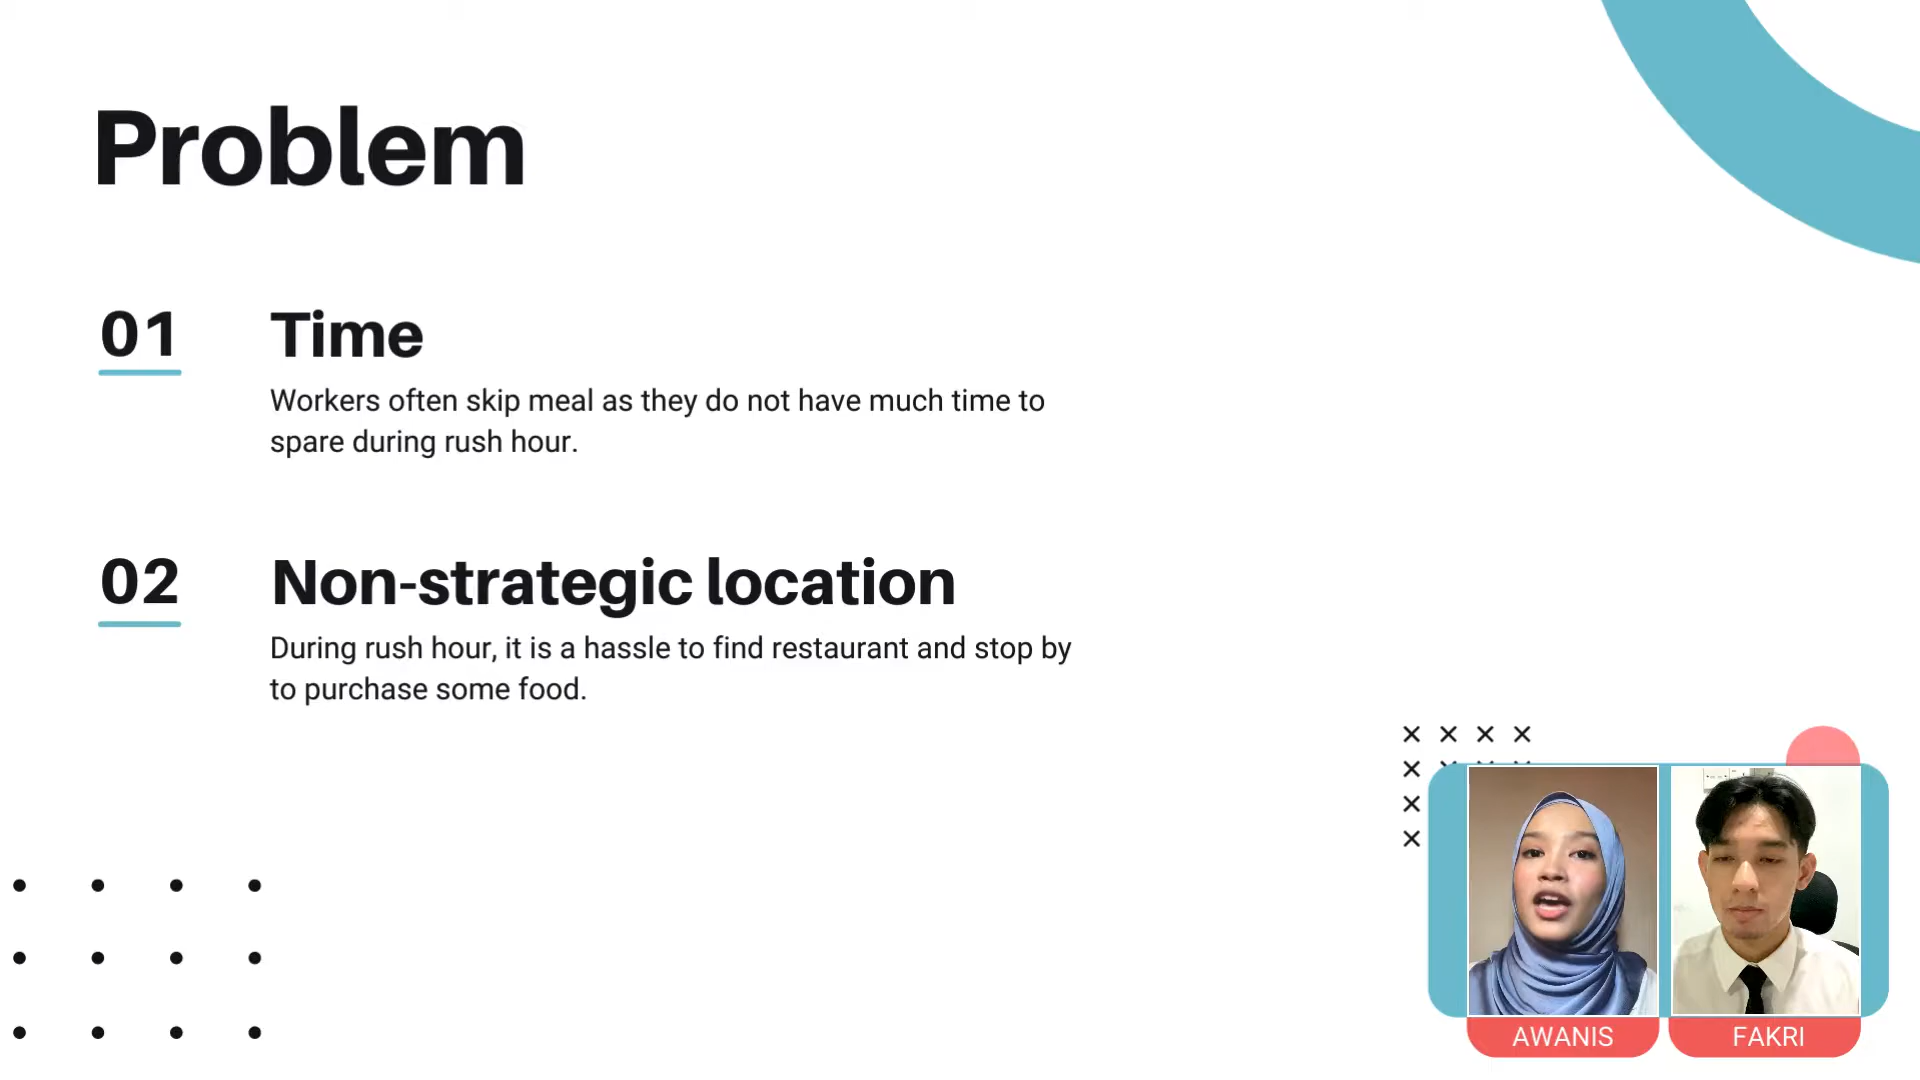 Problem
01
Time
Workers often skip meal as they do not have much time to
spare during rush hour.
02
Non-strategic location
During rush hour, it is a hassle to find restaurant and stop by
to purchase some food.
AWANIS
FAKRI